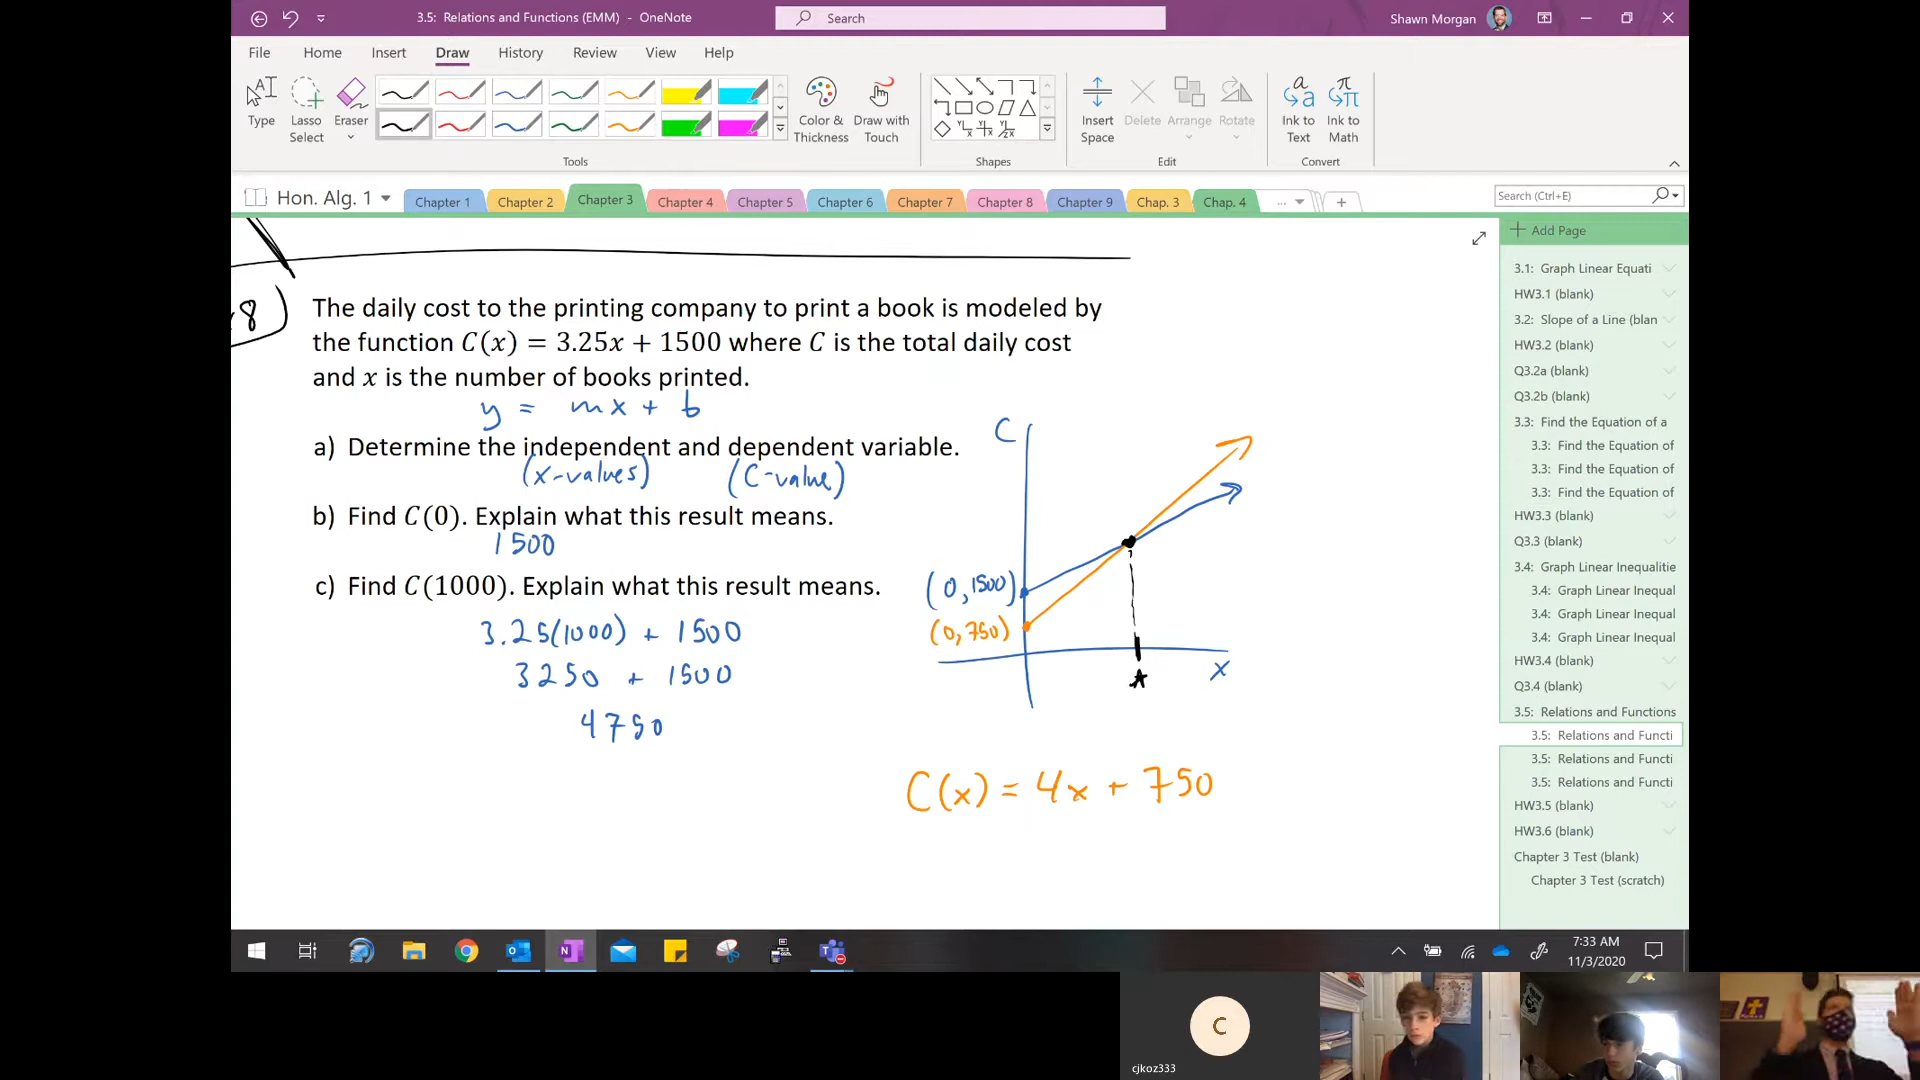 3.5: Relations and Functions (EMM) - OneNote
Search
Shawn Morgan
File Home Insert Draw History Review View Help
Type
Lasso Select
Eraser
Color & Thickness
Draw with Touch
Insert Space
Delete
Arrange
Rotate
Ink to Text
Ink to Math
Tools
Shapes
Edit
Convert
Hon. Alg. 1
Chapter 1 Chapter 2 Chapter 3 Chapter 4 Chapter 5 Chapter 6 Chapter 7 Chapter 8 Chapter 9 Chap. 3 Chap. 4 ...
Search (Ctrl+E)
8)
The daily cost to the printing company to print a book is modeled by
the function C(x) = 3.25x + 1500 where C is the total daily cost
and x is the number of books printed.
y = mx + b
a) Determine the independent and dependent variable.
(x-values) (C-value)
b) Find C(0). Explain what this result means.
1500
c) Find C(1000). Explain what this result means.
3.25(1000) + 1500
3250 + 1500
4750
C
(0,1500)
(0,750)
x
C(x) = 4x + 750
Add Page
3.1: Graph Linear Equati
HW3.1 (blank)
3.2: Slope of a Line (blan
HW3.2 (blank)
Q3.2a (blank)
Q3.2b (blank)
3.3: Find the Equation of a
3.3: Find the Equation of
3.3: Find the Equation of
3.3: Find the Equation of
HW3.3 (blank)
Q3.3 (blank)
3.4: Graph Linear Inequalitie
3.4: Graph Linear Inequal
3.4: Graph Linear Inequal
3.4: Graph Linear Inequal
HW3.4 (blank)
Q3.4 (blank)
3.5: Relations and Functions
3.5: Relations and Functi
3.5: Relations and Functi
3.5: Relations and Functi
HW3.5 (blank)
HW3.6 (blank)
Chapter 3 Test (blank)
Chapter 3 Test (scratch)
7:33 AM
11/3/2020
C
cjkoz333